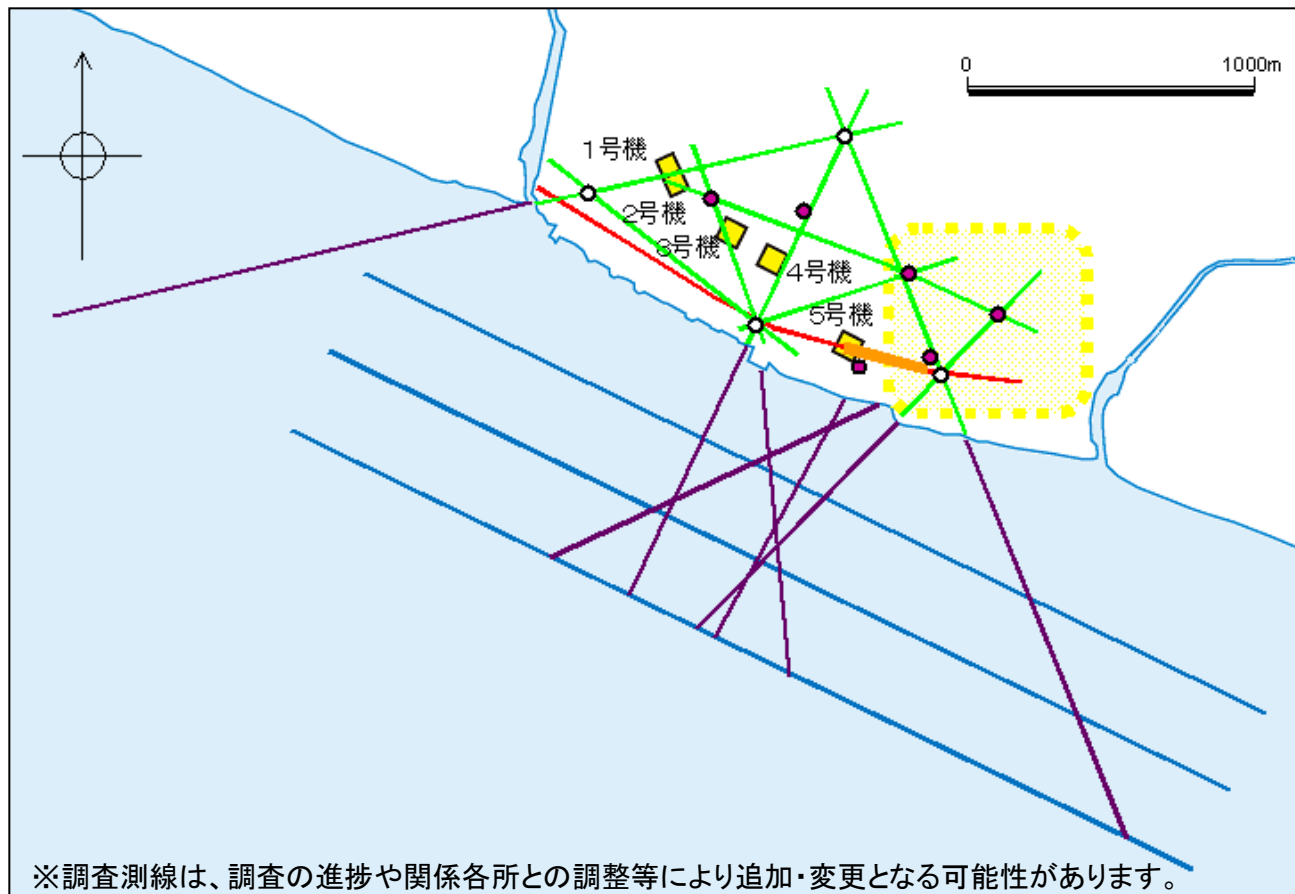 0 1000m
1号機
2号機
3号機
4号機
5号機
※調査測線は、調査の進捗や関係各所との調整等により追加・変更となる可能性があります。